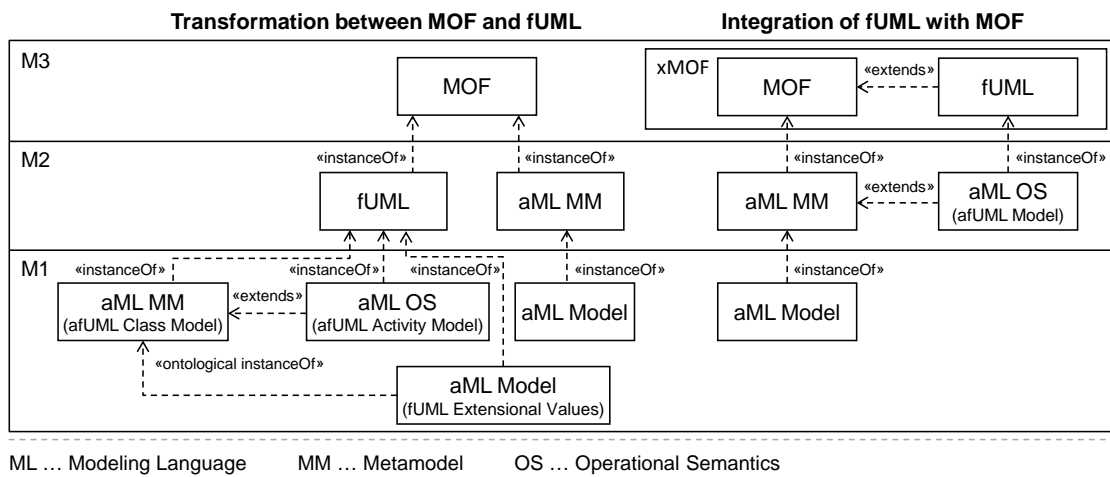 Transformation between MOF and fUML
Integration of fUML with MOF
M3
MOF
xMOF
MOF
«extends»
fUML
«instanceOf»
«instanceOf»
«instanceOf»
«instanceOf»
M2
fUML
aML MM
aML MM
«extends»
aML OS
(afUML Model)
M1
«instanceOf»
«instanceOf»
«instanceOf»
«instanceOf»
«instanceOf»
aML MM
(afUML Class Model)
«extends»
aML OS
(afUML Activity Model)
aML Model
aML Model
«ontological instanceOf»
aML Model
(fUML Extensional Values)
ML … Modeling Language
MM … Metamodel
OS … Operational Semantics